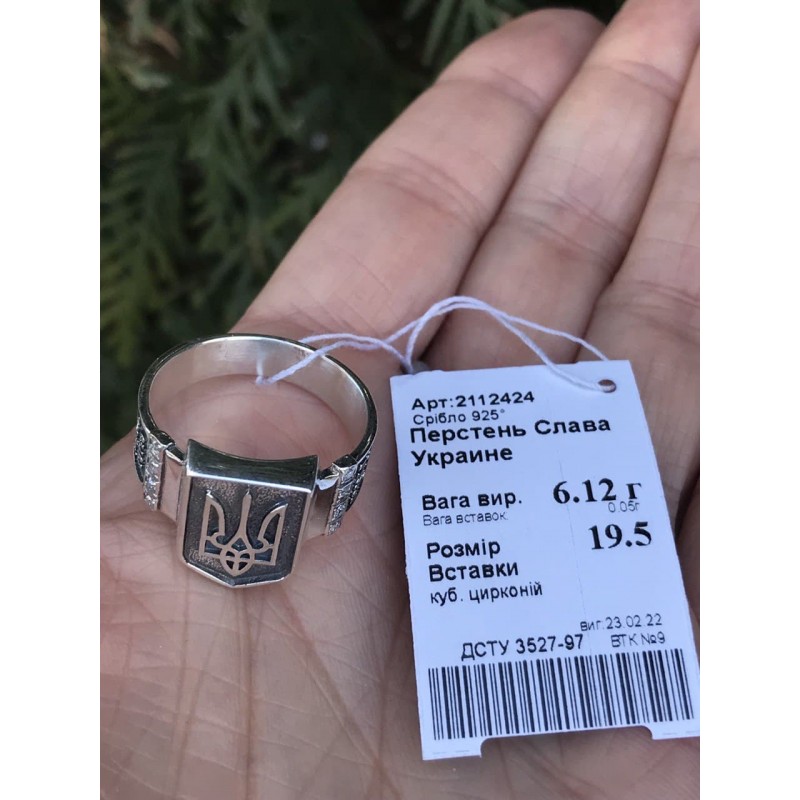 Арт:2112424
Срібло 925°
Перстень Слава
Украине
Вага вир. 6.12 г
Вага вставок. 0.05г
Розмір 19.5
Вставки
куб. цирконій
виг.23.02.22
ДСТУ 3527-97 ВТК №9